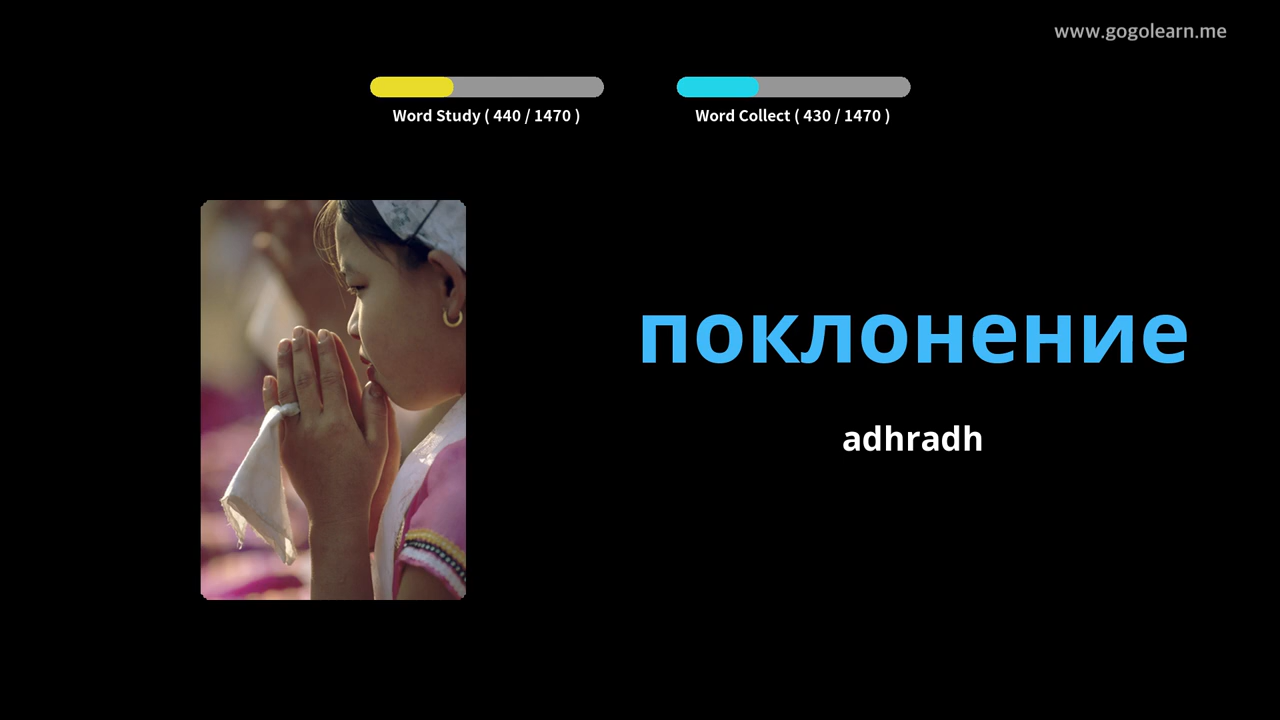 www.gogolearn.me
Word Study ( 440 / 1470 )
Word Collect ( 430 / 1470 )
поклонение
adhradh